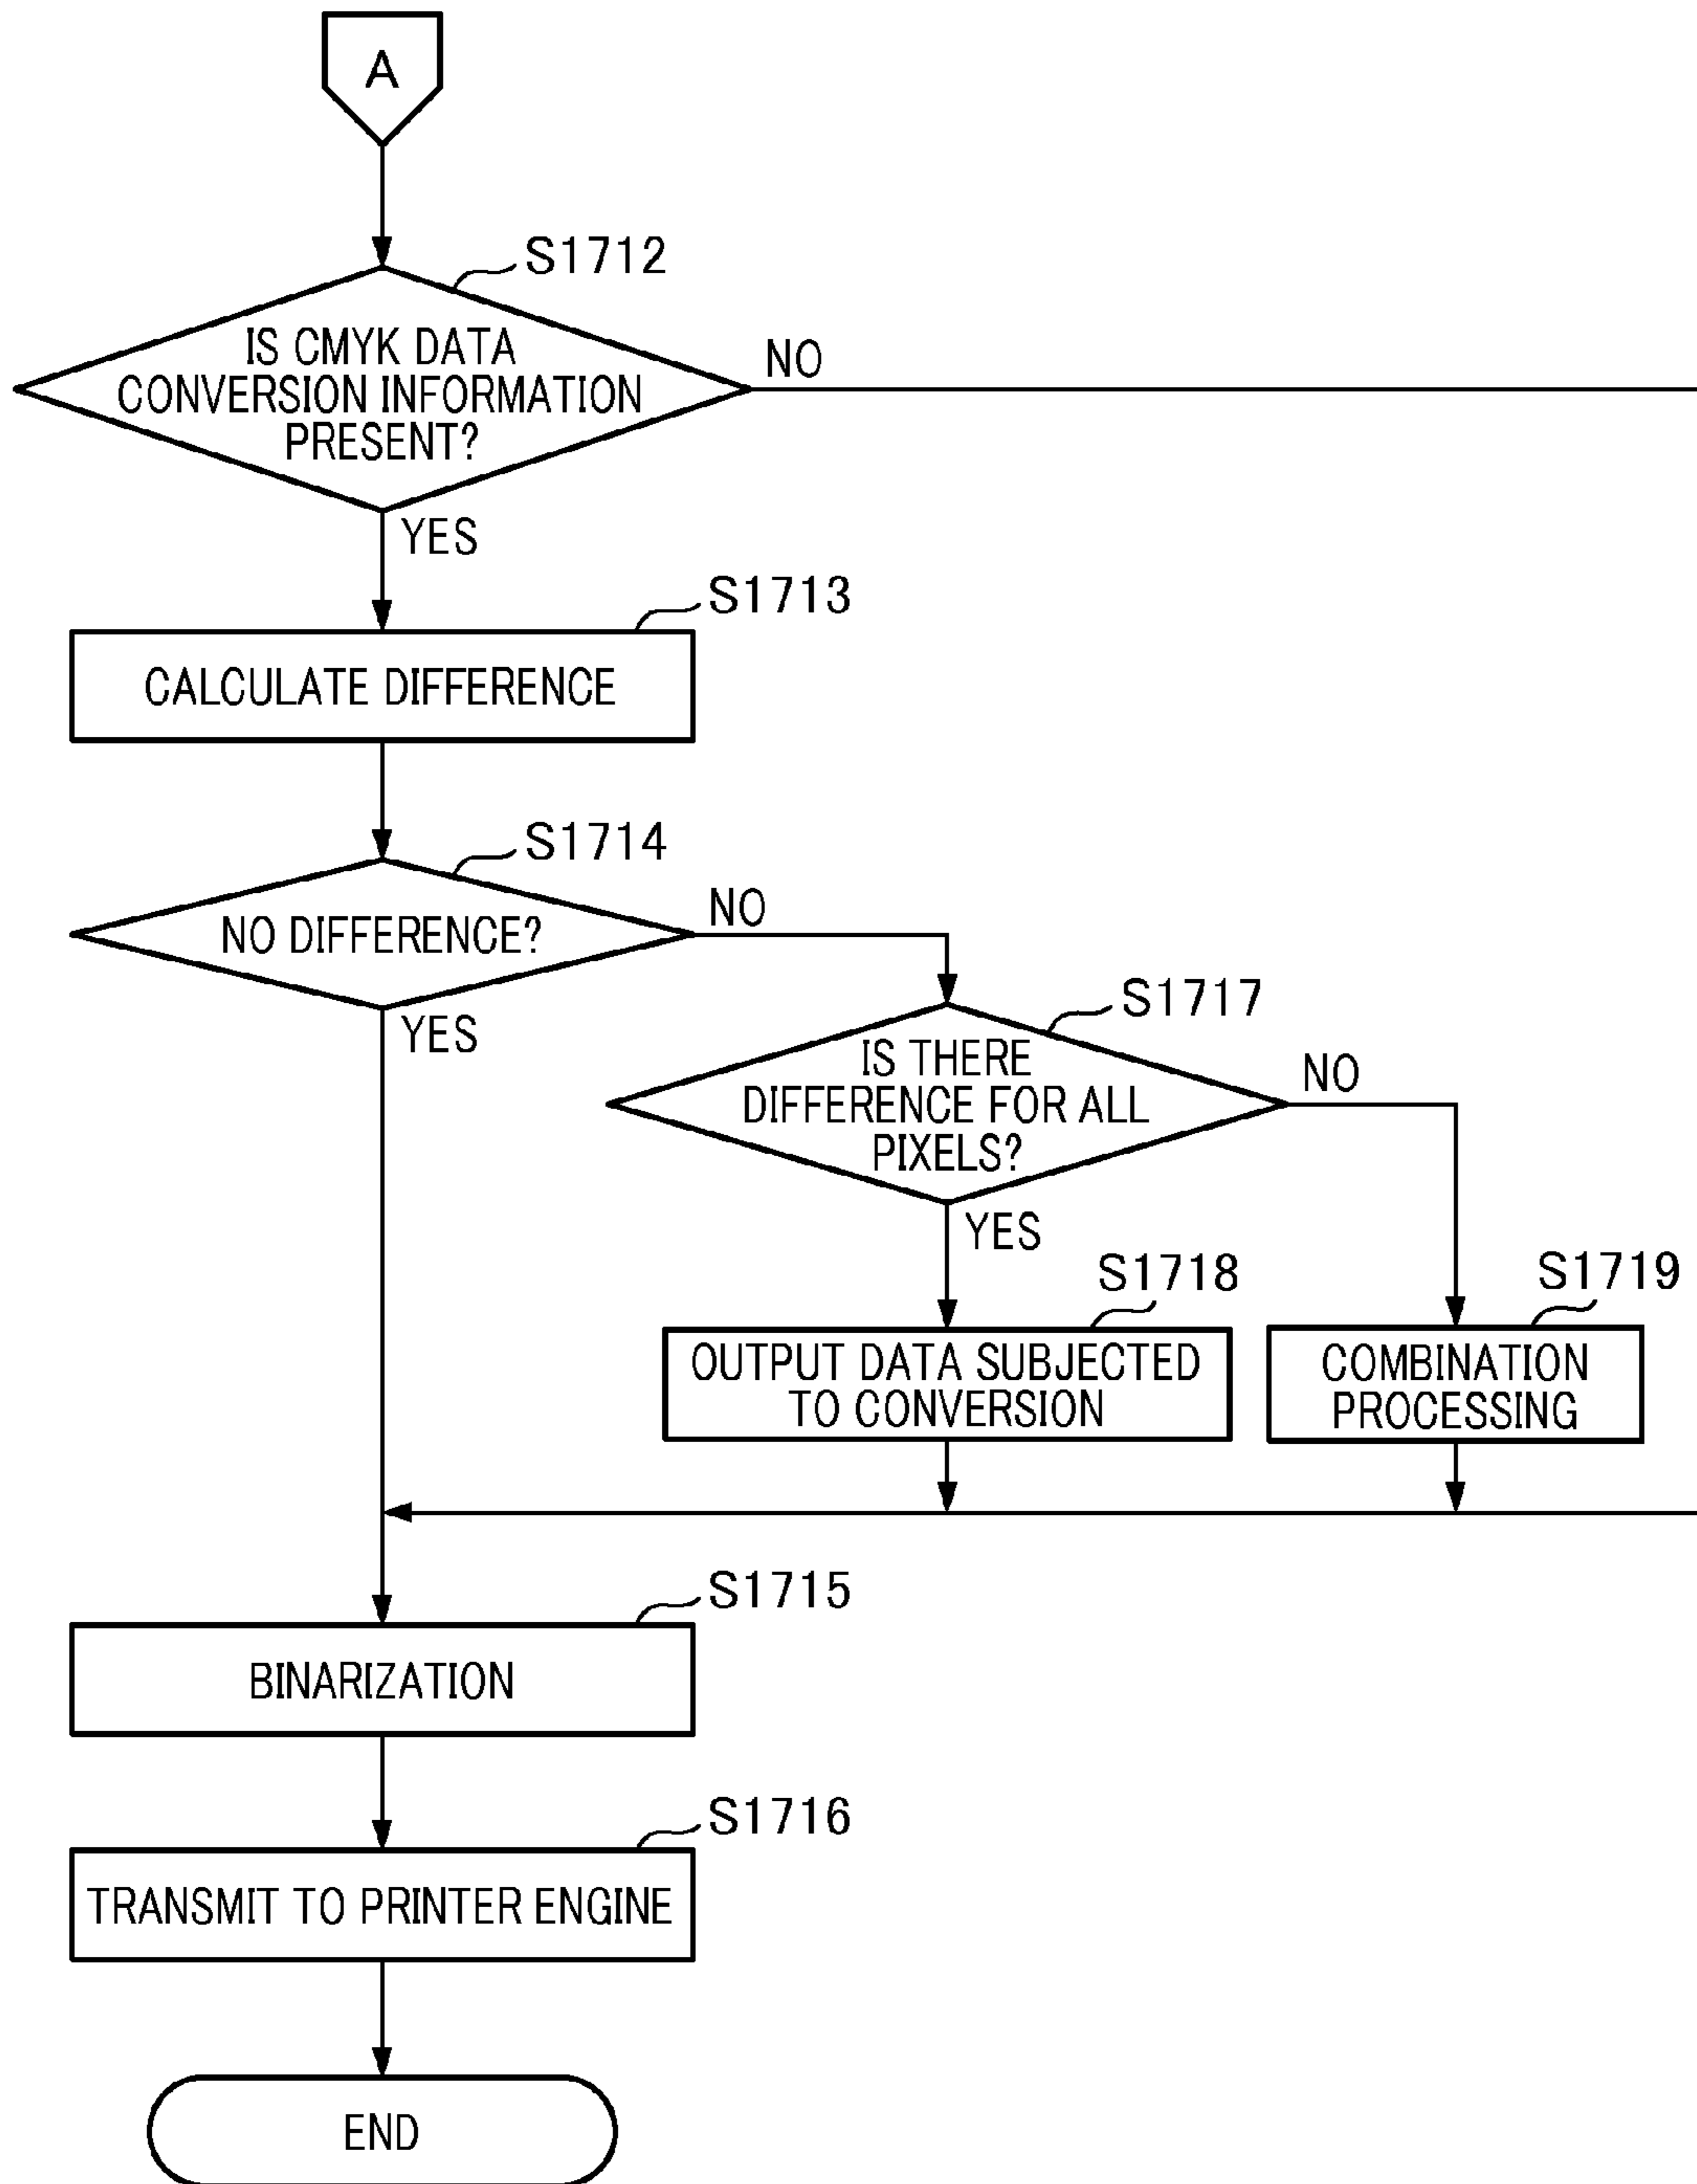 A
S1712
IS CMYK DATA
CONVERSION INFORMATION
PRESENT?
NO
YES
S1713
CALCULATE DIFFERENCE
S1714
NO DIFFERENCE?
NO
YES
S1717
IS THERE
DIFFERENCE FOR ALL
PIXELS?
NO
YES
S1718
OUTPUT DATA SUBJECTED
TO CONVERSION
S1719
COMBINATION
PROCESSING
S1715
BINARIZATION
S1716
TRANSMIT TO PRINTER ENGINE
END